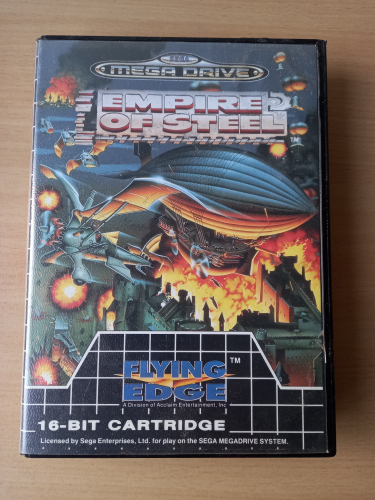 SEGA
MEGA DRIVE
EMPIRE
OF STEEL
TM
FLYING TM
EDGE
A Division of Acclaim Entertainment, Inc.
16-BIT CARTRIDGE
Licensed by Sega Enterprises, Ltd. for play on the SEGA MEGADRIVE SYSTEM.